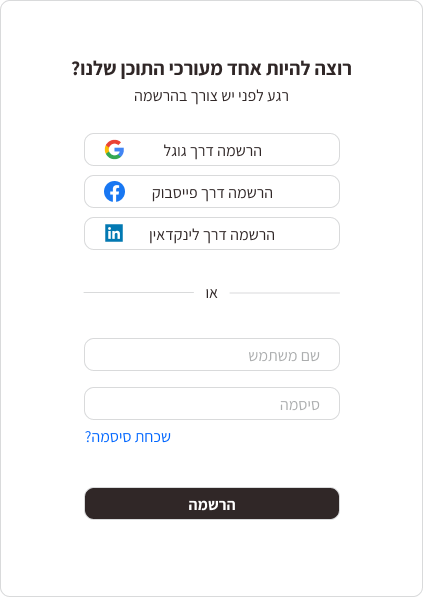 רוצה להיות אחד מעורכי התוכן שלנו?
רגע לפני יש צורך בהרשמה
הרשמה דרך גוגל
הרשמה דרך פייסבוק
הרשמה דרך לינקדאין
או
שם משתמש
סיסמה
שכחת סיסמה?
הרשמה